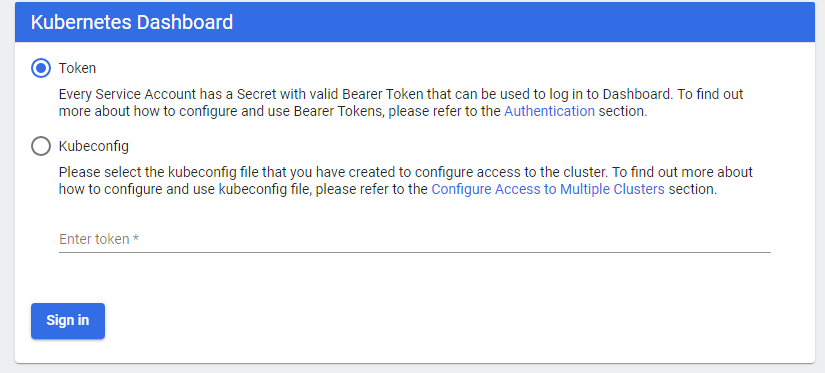 Kubernetes Dashboard
Token
Every Service Account has a Secret with valid Bearer Token that can be used to log in to Dashboard. To find out
more about how to configure and use Bearer Tokens, please refer to the Authentication section.
Kubeconfig
Please select the kubeconfig file that you have created to configure access to the cluster. To find out more about
how to configure and use kubeconfig file, please refer to the Configure Access to Multiple Clusters section.
Enter token *
Sign in